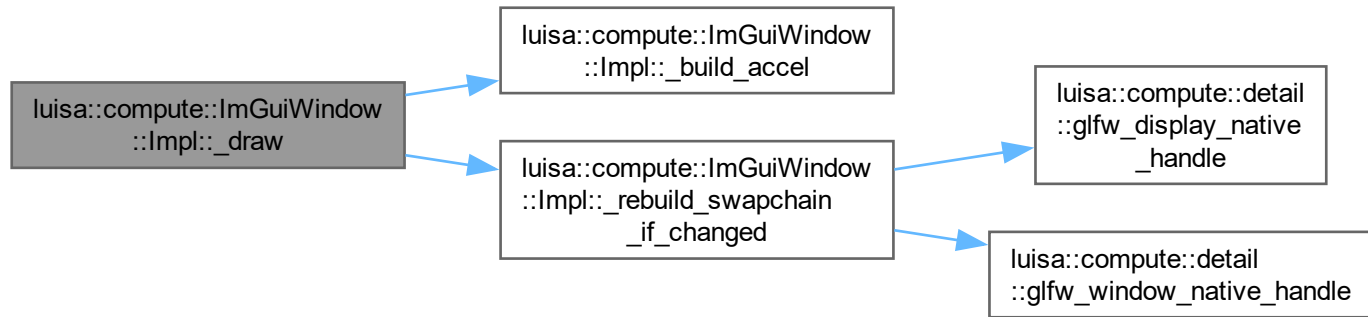 luisa::compute::ImGuiWindow
::Impl::_draw
luisa::compute::ImGuiWindow
::Impl::_build_accel
luisa::compute::ImGuiWindow
::Impl::_rebuild_swapchain
_if_changed
luisa::compute::detail
::glfw_display_native
_handle
luisa::compute::detail
::glfw_window_native_handle